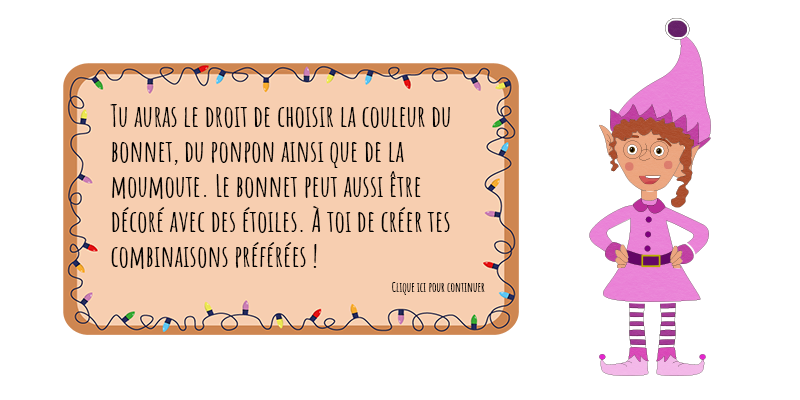 Tu auras le droit de choisir la couleur du
bonnet, du ponpon ainsi que de la
moumoute. Le bonnet peut aussi être
décoré avec des étoiles. À toi de créer tes
combinaisons préférées !
Clique ici pour continuer